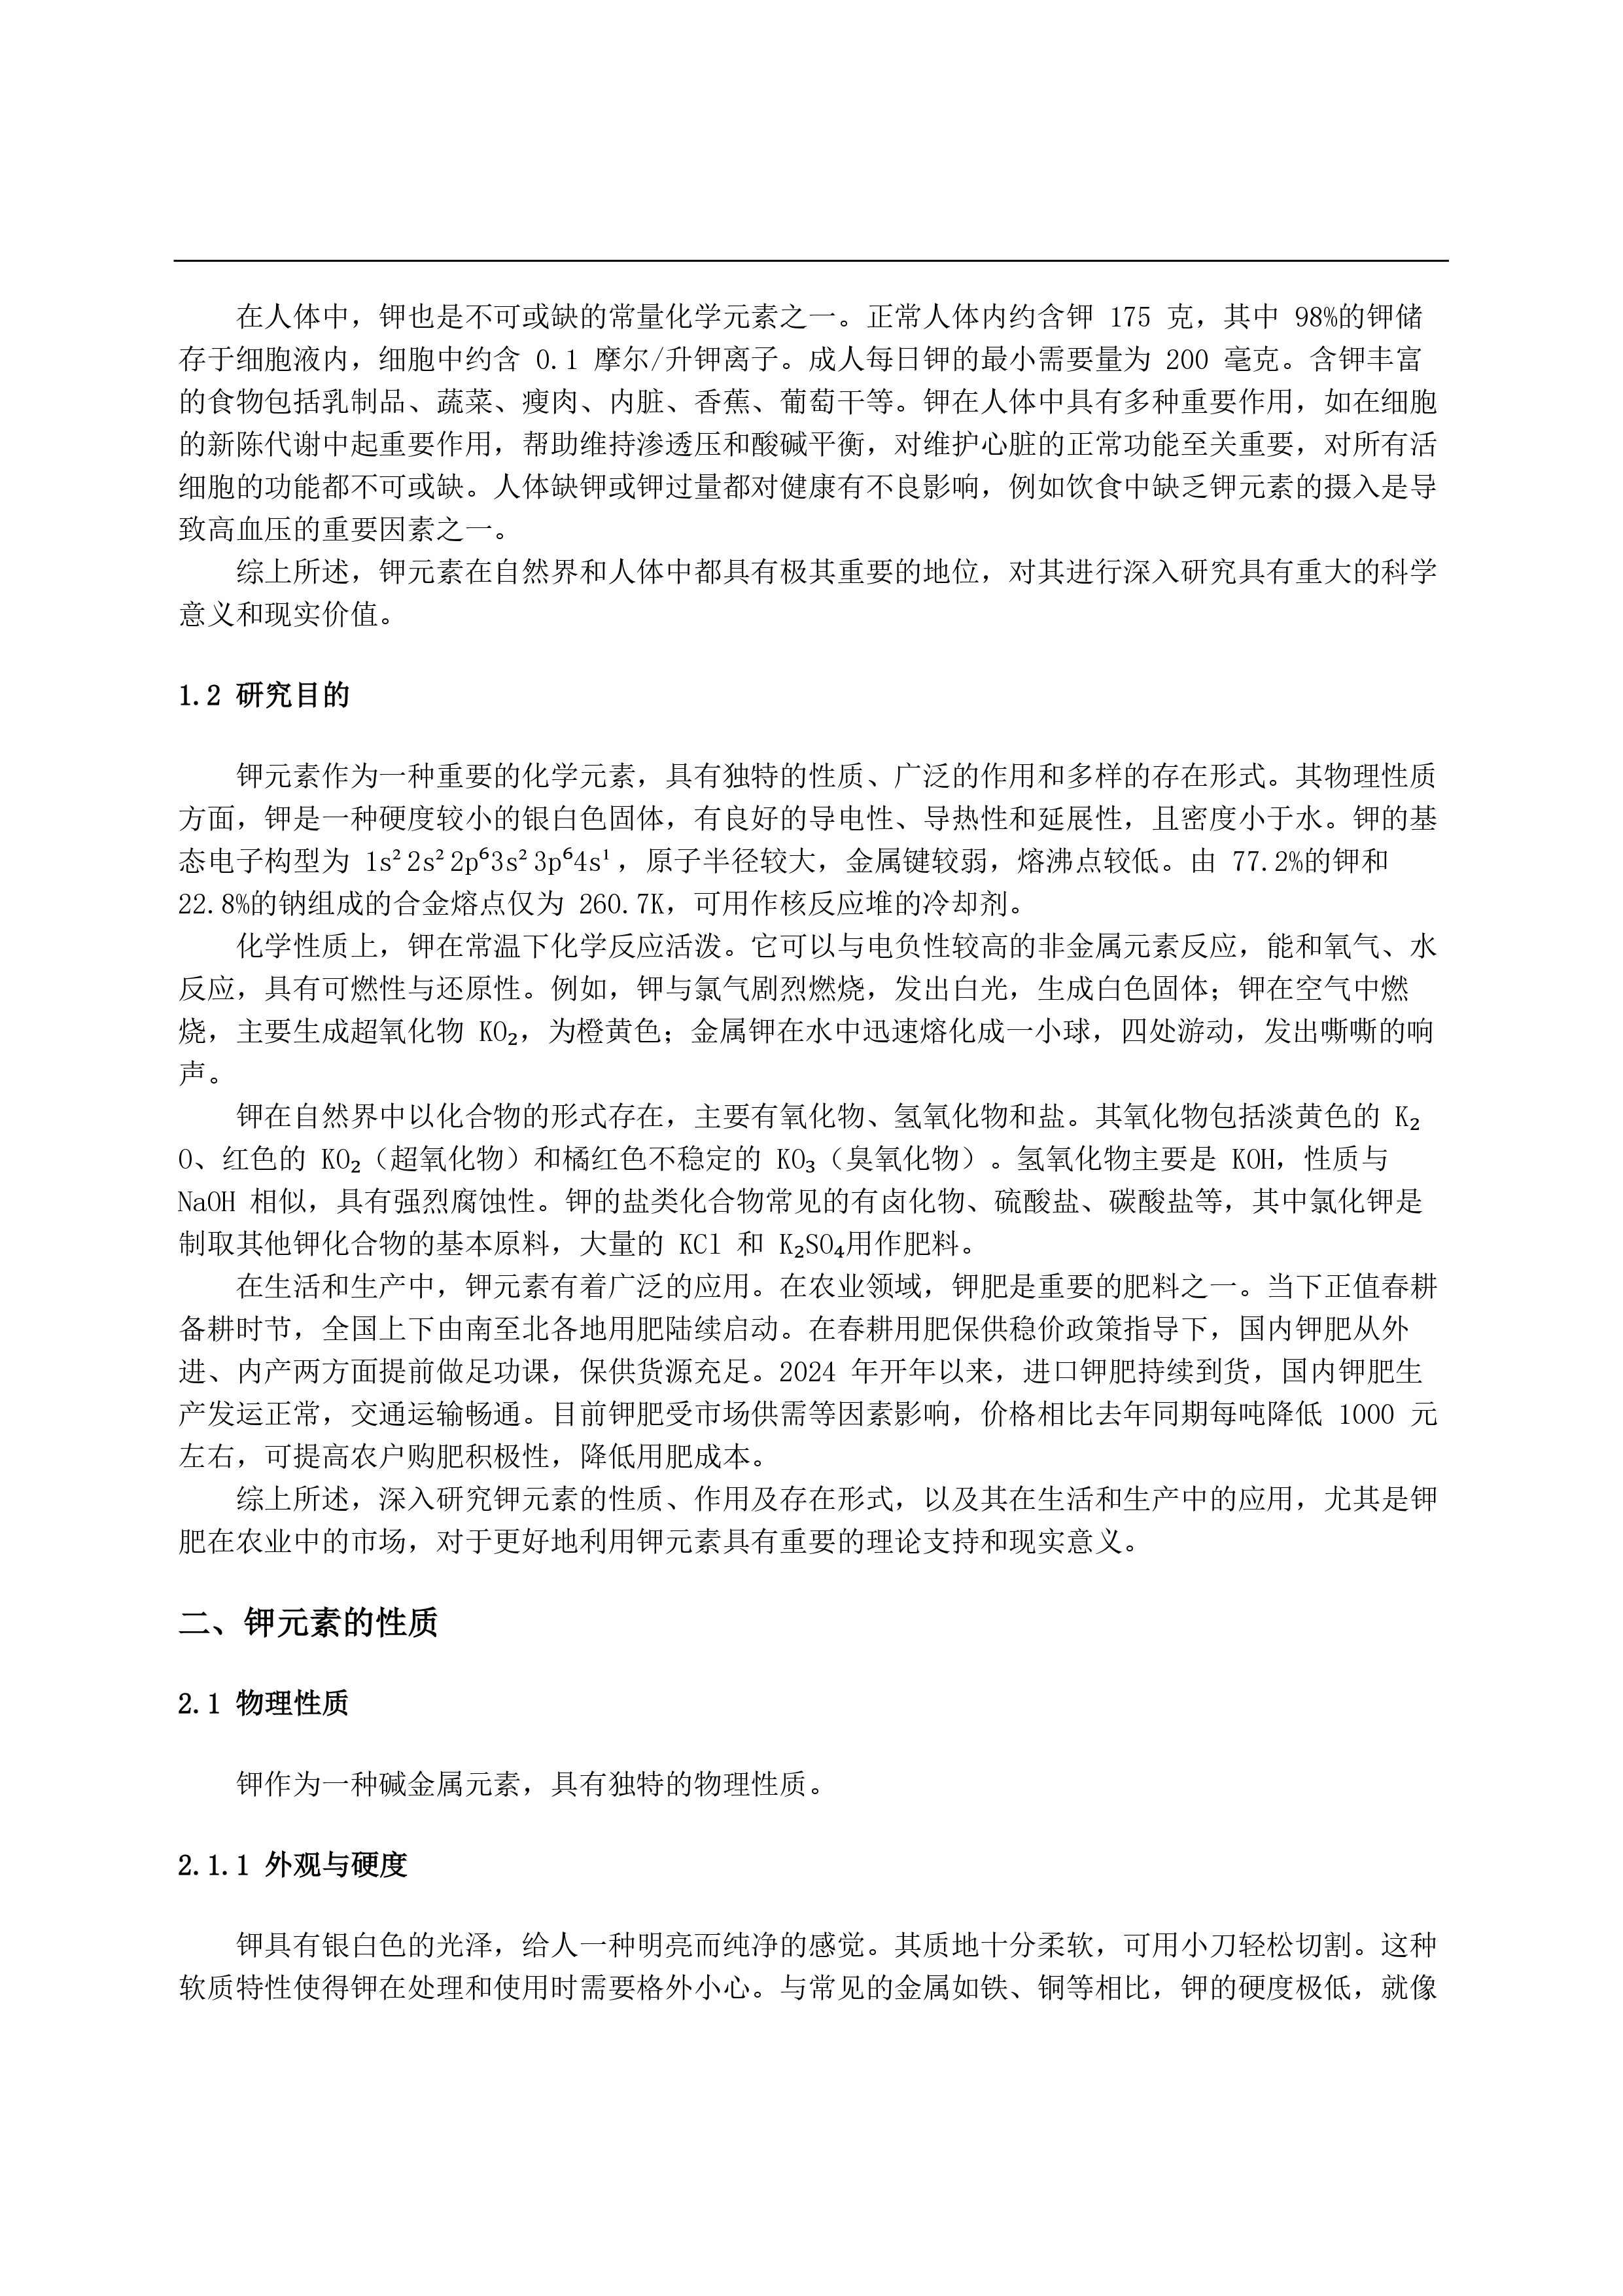 在人体中，钾也是不可或缺的常量化学元素之一。正常人体内约含钾 175 克，其中 98%的钾储
存于细胞液内，细胞中约含 0.1 摩尔/升钾离子。成人每日钾的最小需要量为 200 毫克。含钾丰富
的食物包括乳制品、蔬菜、瘦肉、内脏、香蕉、葡萄干等。钾在人体中具有多种重要作用，如在细胞
的新陈代谢中起重要作用，帮助维持渗透压和酸碱平衡，对维护心脏的正常功能至关重要，对所有活
细胞的功能都不可或缺。人体缺钾或钾过量都对健康有不良影响，例如饮食中缺乏钾元素的摄入是导
致高血压的重要因素之一。
综上所述，钾元素在自然界和人体中都具有极其重要的地位，对其进行深入研究具有重大的科学
意义和现实价值。
1.2 研究目的
钾元素作为一种重要的化学元素，具有独特的性质、广泛的作用和多样的存在形式。其物理性质
方面，钾是一种硬度较小的银白色固体，有良好的导电性、导热性和延展性，且密度小于水。钾的基
态电子构型为 1s²2s²2p⁶3s²3p⁶4s¹，原子半径较大，金属键较弱，熔沸点较低。由 77.2%的钾和
22.8%的钠组成的合金熔点仅为 260.7K，可用作核反应堆的冷却剂。
化学性质上，钾在常温下化学反应活泼。它可以与电负性较高的非金属元素反应，能和氧气、水
反应，具有可燃性与还原性。例如，钾与氯气剧烈燃烧，发出白光，生成白色固体；钾在空气中燃
烧，主要生成超氧化物 KO₂，为橙黄色；金属钾在水中迅速熔化成一小球，四处游动，发出嘶嘶的响
声。
钾在自然界中以化合物的形式存在，主要有氧化物、氢氧化物和盐。其氧化物包括淡黄色的 K₂
O、红色的 KO₂（超氧化物）和橘红色不稳定的 KO₃（臭氧化物）。氢氧化物主要是 KOH，性质与
NaOH 相似，具有强烈腐蚀性。钾的盐类化合物常见的有卤化物、硫酸盐、碳酸盐等，其中氯化钾是
制取其他钾化合物的基本原料，大量的 KCl 和 K₂SO₄用作肥料。
在生活和生产中，钾元素有着广泛的应用。在农业领域，钾肥是重要的肥料之一。当下正值春耕
备耕时节，全国上下由南至北各地用肥陆续启动。在春耕用肥保供稳价政策指导下，国内钾肥从外
进、内产两方面提前做足功课，保供货源充足。2024 年开年以来，进口钾肥持续到货，国内钾肥生
产发运正常，交通运输畅通。目前钾肥受市场供需等因素影响，价格相比去年同期每吨降低 1000 元
左右，可提高农户购肥积极性，降低用肥成本。
综上所述，深入研究钾元素的性质、作用及存在形式，以及其在生活和生产中的应用，尤其是钾
肥在农业中的市场，对于更好地利用钾元素具有重要的理论支持和现实意义。
二、钾元素的性质
2.1 物理性质
钾作为一种碱金属元素，具有独特的物理性质。
2.1.1 外观与硬度
钾具有银白色的光泽，给人一种明亮而纯净的感觉。其质地十分柔软，可用小刀轻松切割。这种
软质特性使得钾在处理和使用时需要格外小心。与常见的金属如铁、铜等相比，钾的硬度极低，就像